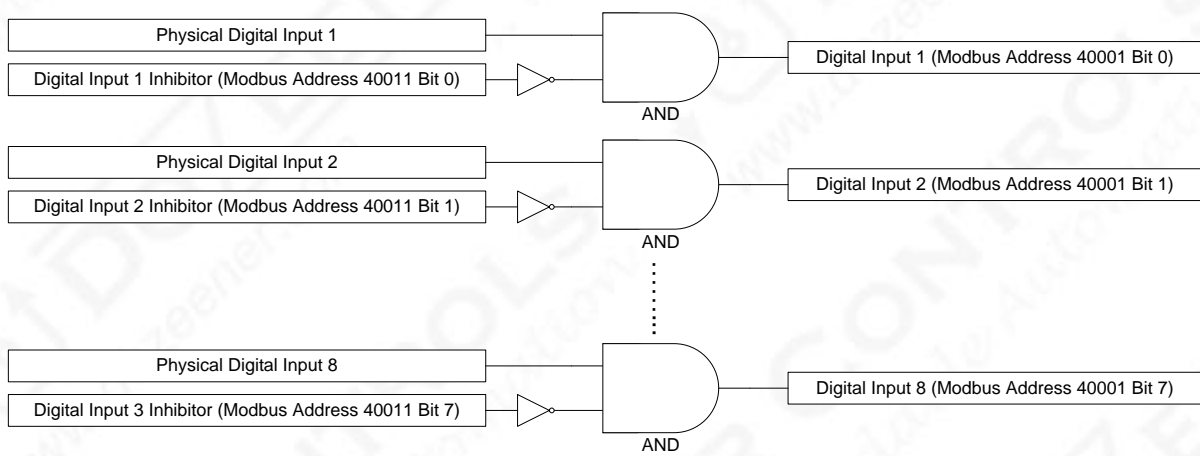 Physical Digital Input 1
Digital Input 1 Inhibitor (Modbus Address 40011 Bit 0)
AND
Digital Input 1 (Modbus Address 40001 Bit 0)
Physical Digital Input 2
Digital Input 2 Inhibitor (Modbus Address 40011 Bit 1)
AND
Digital Input 2 (Modbus Address 40001 Bit 1)
Physical Digital Input 8
Digital Input 3 Inhibitor (Modbus Address 40011 Bit 7)
AND
Digital Input 8 (Modbus Address 40001 Bit 7)